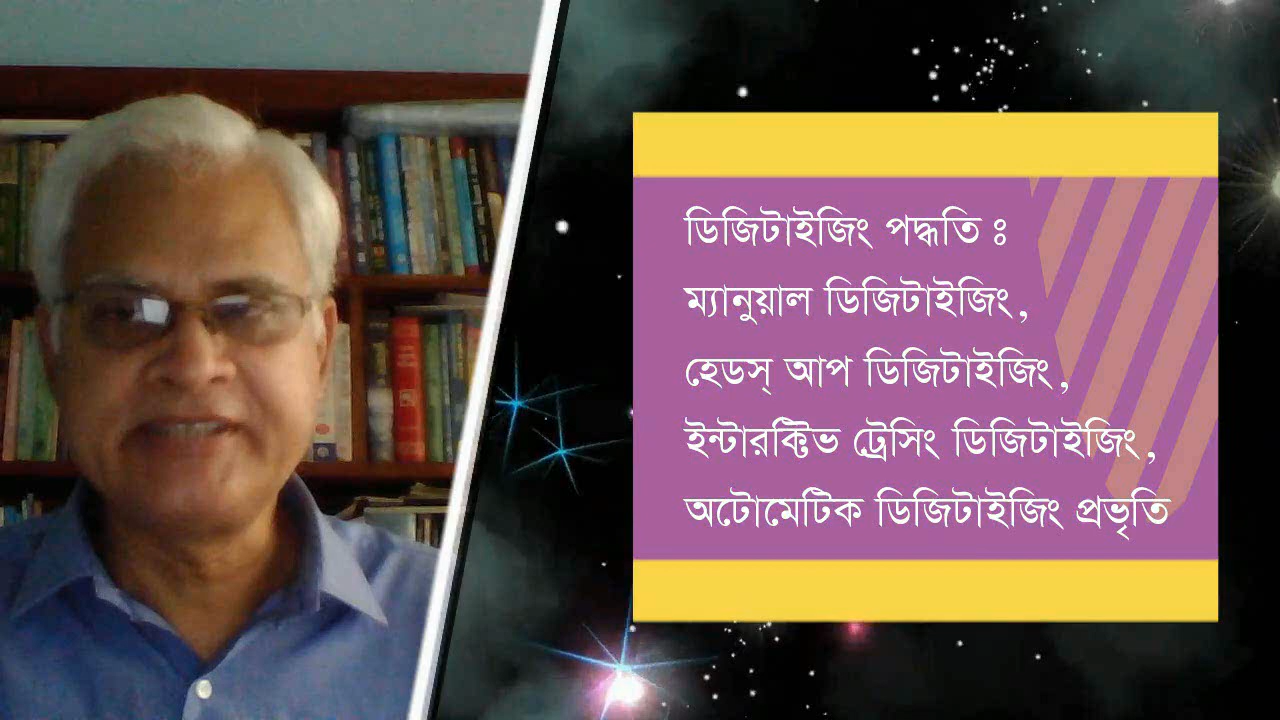 ডিজিটাইজিং পদ্ধতি ঃ
ম্যানুয়াল ডিজিটাইজিং,
হেডস্ আপ ডিজিটাইজিং,
ইন্টারক্টিভ ট্রেসিং ডিজিটাইজিং,
অটোমেটিক ডিজিটাইজিং প্রভৃতি